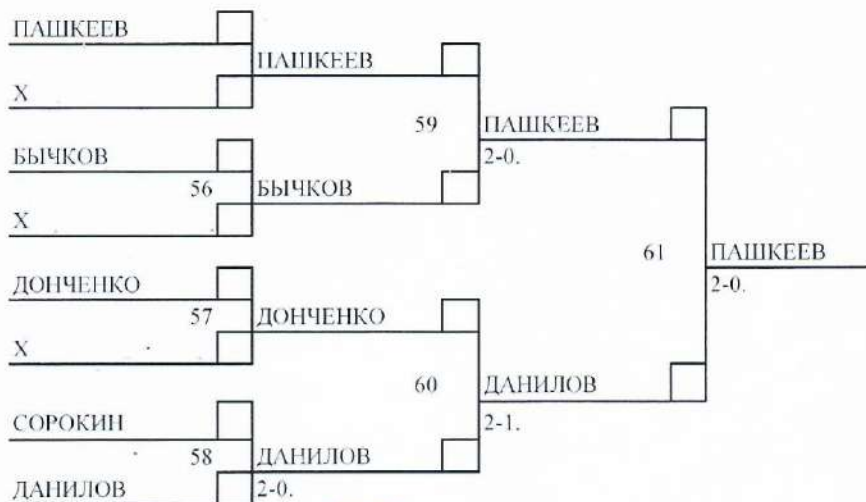 ПАШКЕЕВ
ПАШКЕЕВ
Х
59
ПАШКЕЕВ
2-0.
БЫЧКОВ
56
БЫЧКОВ
Х
61
ПАШКЕЕВ
2-0.
ДОНЧЕНКО
57
ДОНЧЕНКО
Х
60
ДАНИЛОВ
2-1.
СОРОКИН
58
ДАНИЛОВ
2-0.
ДАНИЛОВ